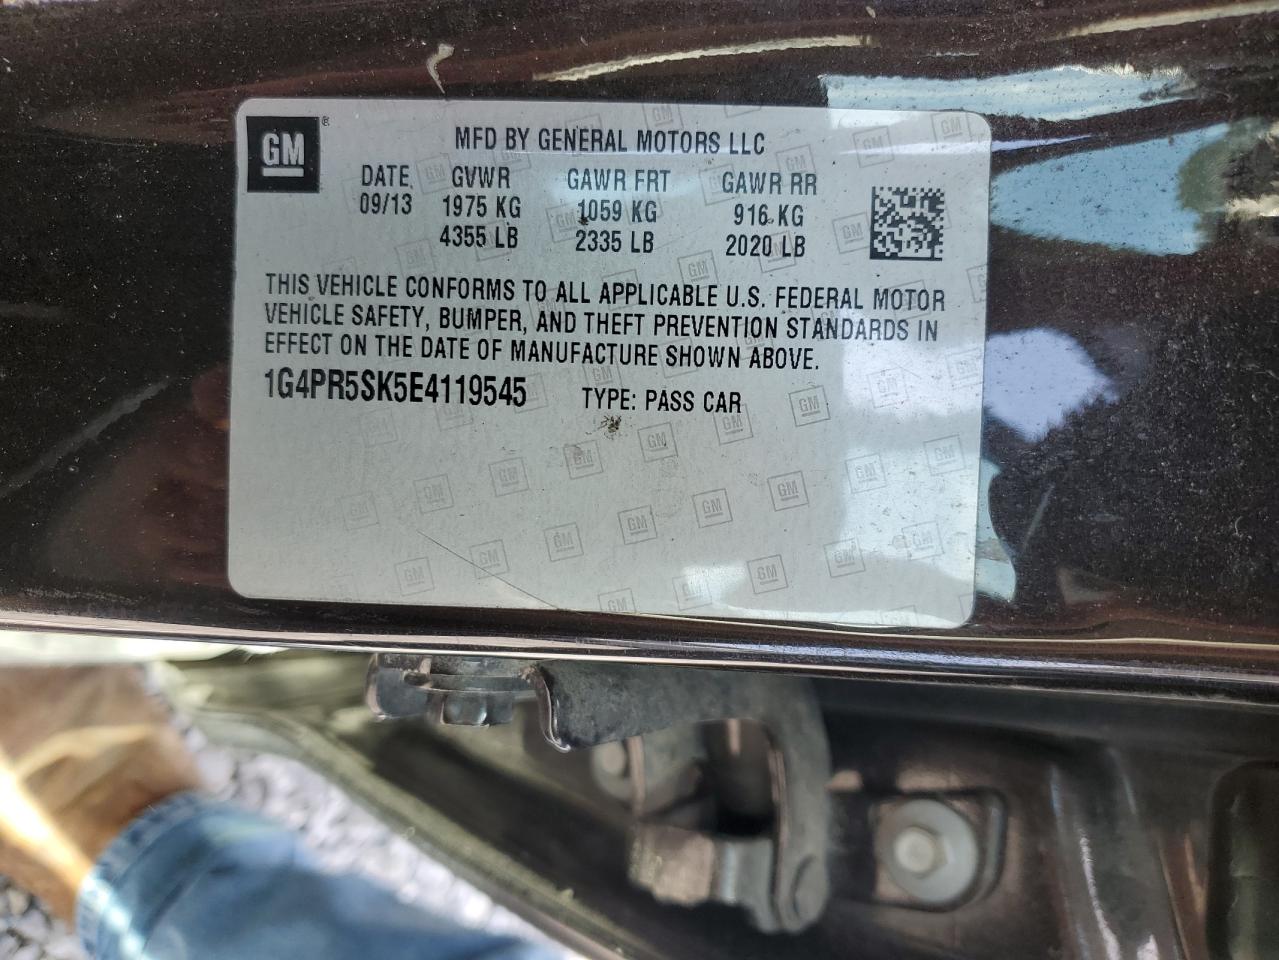 GM ®
MFD BY GENERAL MOTORS LLC
DATE GVWR GAWR FRT GAWR RR
09/13 1975 KG 1059 KG 916 KG
4355 LB 2335 LB 2020 LB
THIS VEHICLE CONFORMS TO ALL APPLICABLE U.S. FEDERAL MOTOR
VEHICLE SAFETY, BUMPER, AND THEFT PREVENTION STANDARDS IN
EFFECT ON THE DATE OF MANUFACTURE SHOWN ABOVE.
1G4PR5SK5E4119545 TYPE: PASS CAR